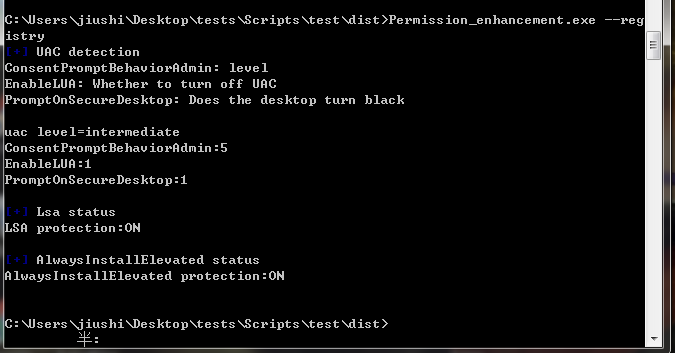 C:\Users\jiushi\Desktop\tests\Scripts\test\dist>Permission_enhancement.exe --reg
istry
[+] UAC detection
ConsentPromptBehaviorAdmin: level
EnableLUA: Whether to turn off UAC
PromptOnSecureDesktop: Does the desktop turn black
uac level=intermediate
ConsentPromptBehaviorAdmin:5
EnableLUA:1
PromptOnSecureDesktop:1
[+] Lsa status
LSA protection:ON
[+] AlwaysInstallElevated status
AlwaysInstallElevated protection:ON
C:\Users\jiushi\Desktop\tests\Scripts\test\dist>
半: